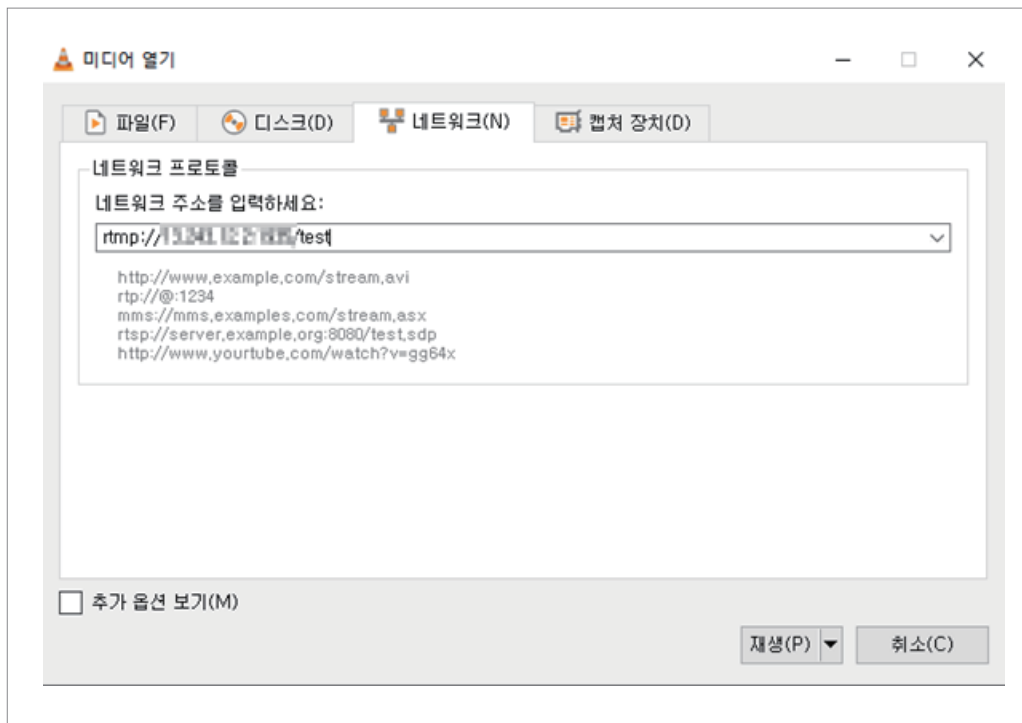 미디어 열기
파일(F) 디스크(D) 네트워크(N) 캡처 장치(D)
네트워크 프로토콜
네트워크 주소를 입력하세요:
rtmp:// /test
http://www.example.com/stream.avi
rtp://@:1234
mms://mms.examples.com/stream.asx
rtsp://server.example.org:8080/test.sdp
http://www.yourtube.com/watch?v=gg64x
추가 옵션 보기(M)
재생(P) 취소(C)